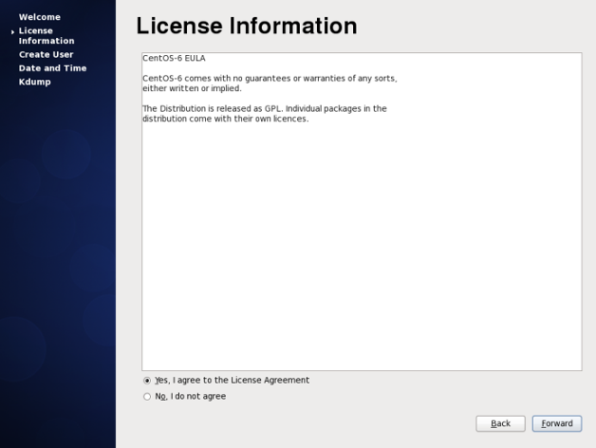 Welcome
License
Information
Create User
Date and Time
Kdump
License Information
CentOS-6 EULA
CentOS-6 comes with no guarantees or warranties of any sorts,
either written or implied.
The Distribution is released as GPL. Individual packages in the
distribution come with their own licences.
Yes, I agree to the License Agreement
No, I do not agree
Back
Forward